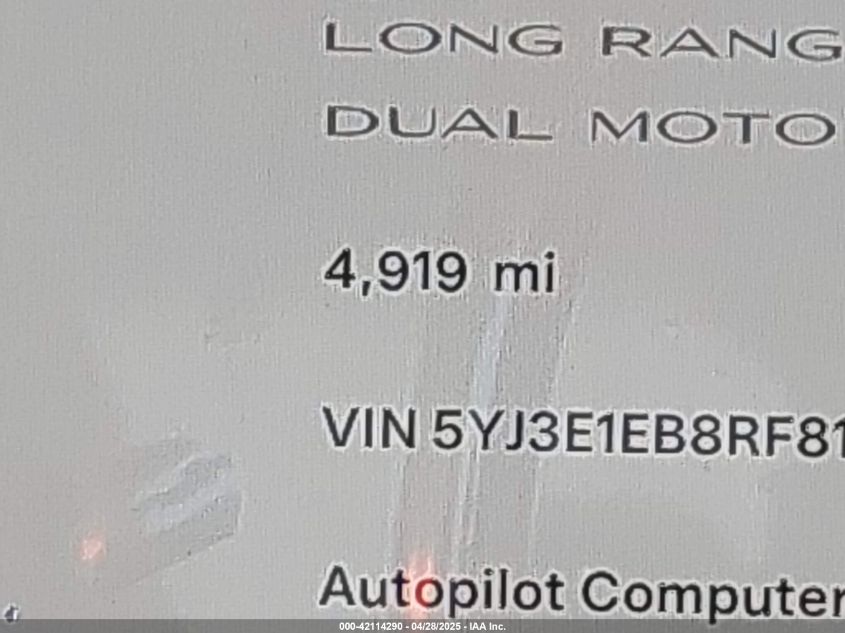 LONG RANG
DUAL MOTO
4,919 mi
VIN 5YJ3E1EB8RF81
Autopilot Computer
000-42114290 - 04/28/2025 - IAA Inc.